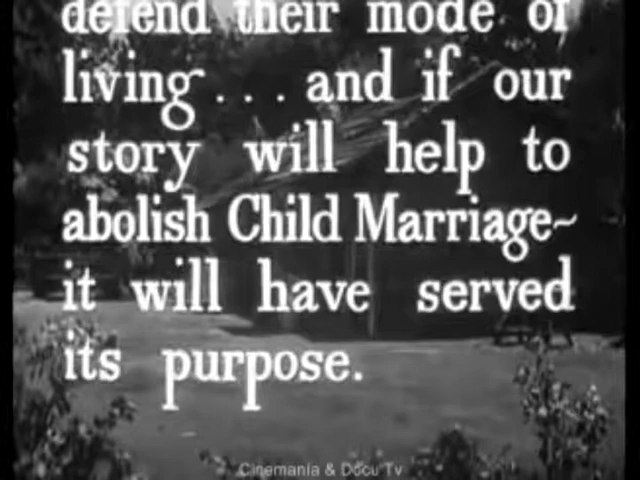 defend their mode of
living . . . and if our
story will help to
abolish Child Marriage~
it will have served
its purpose.
Cinemania & Docu Tv